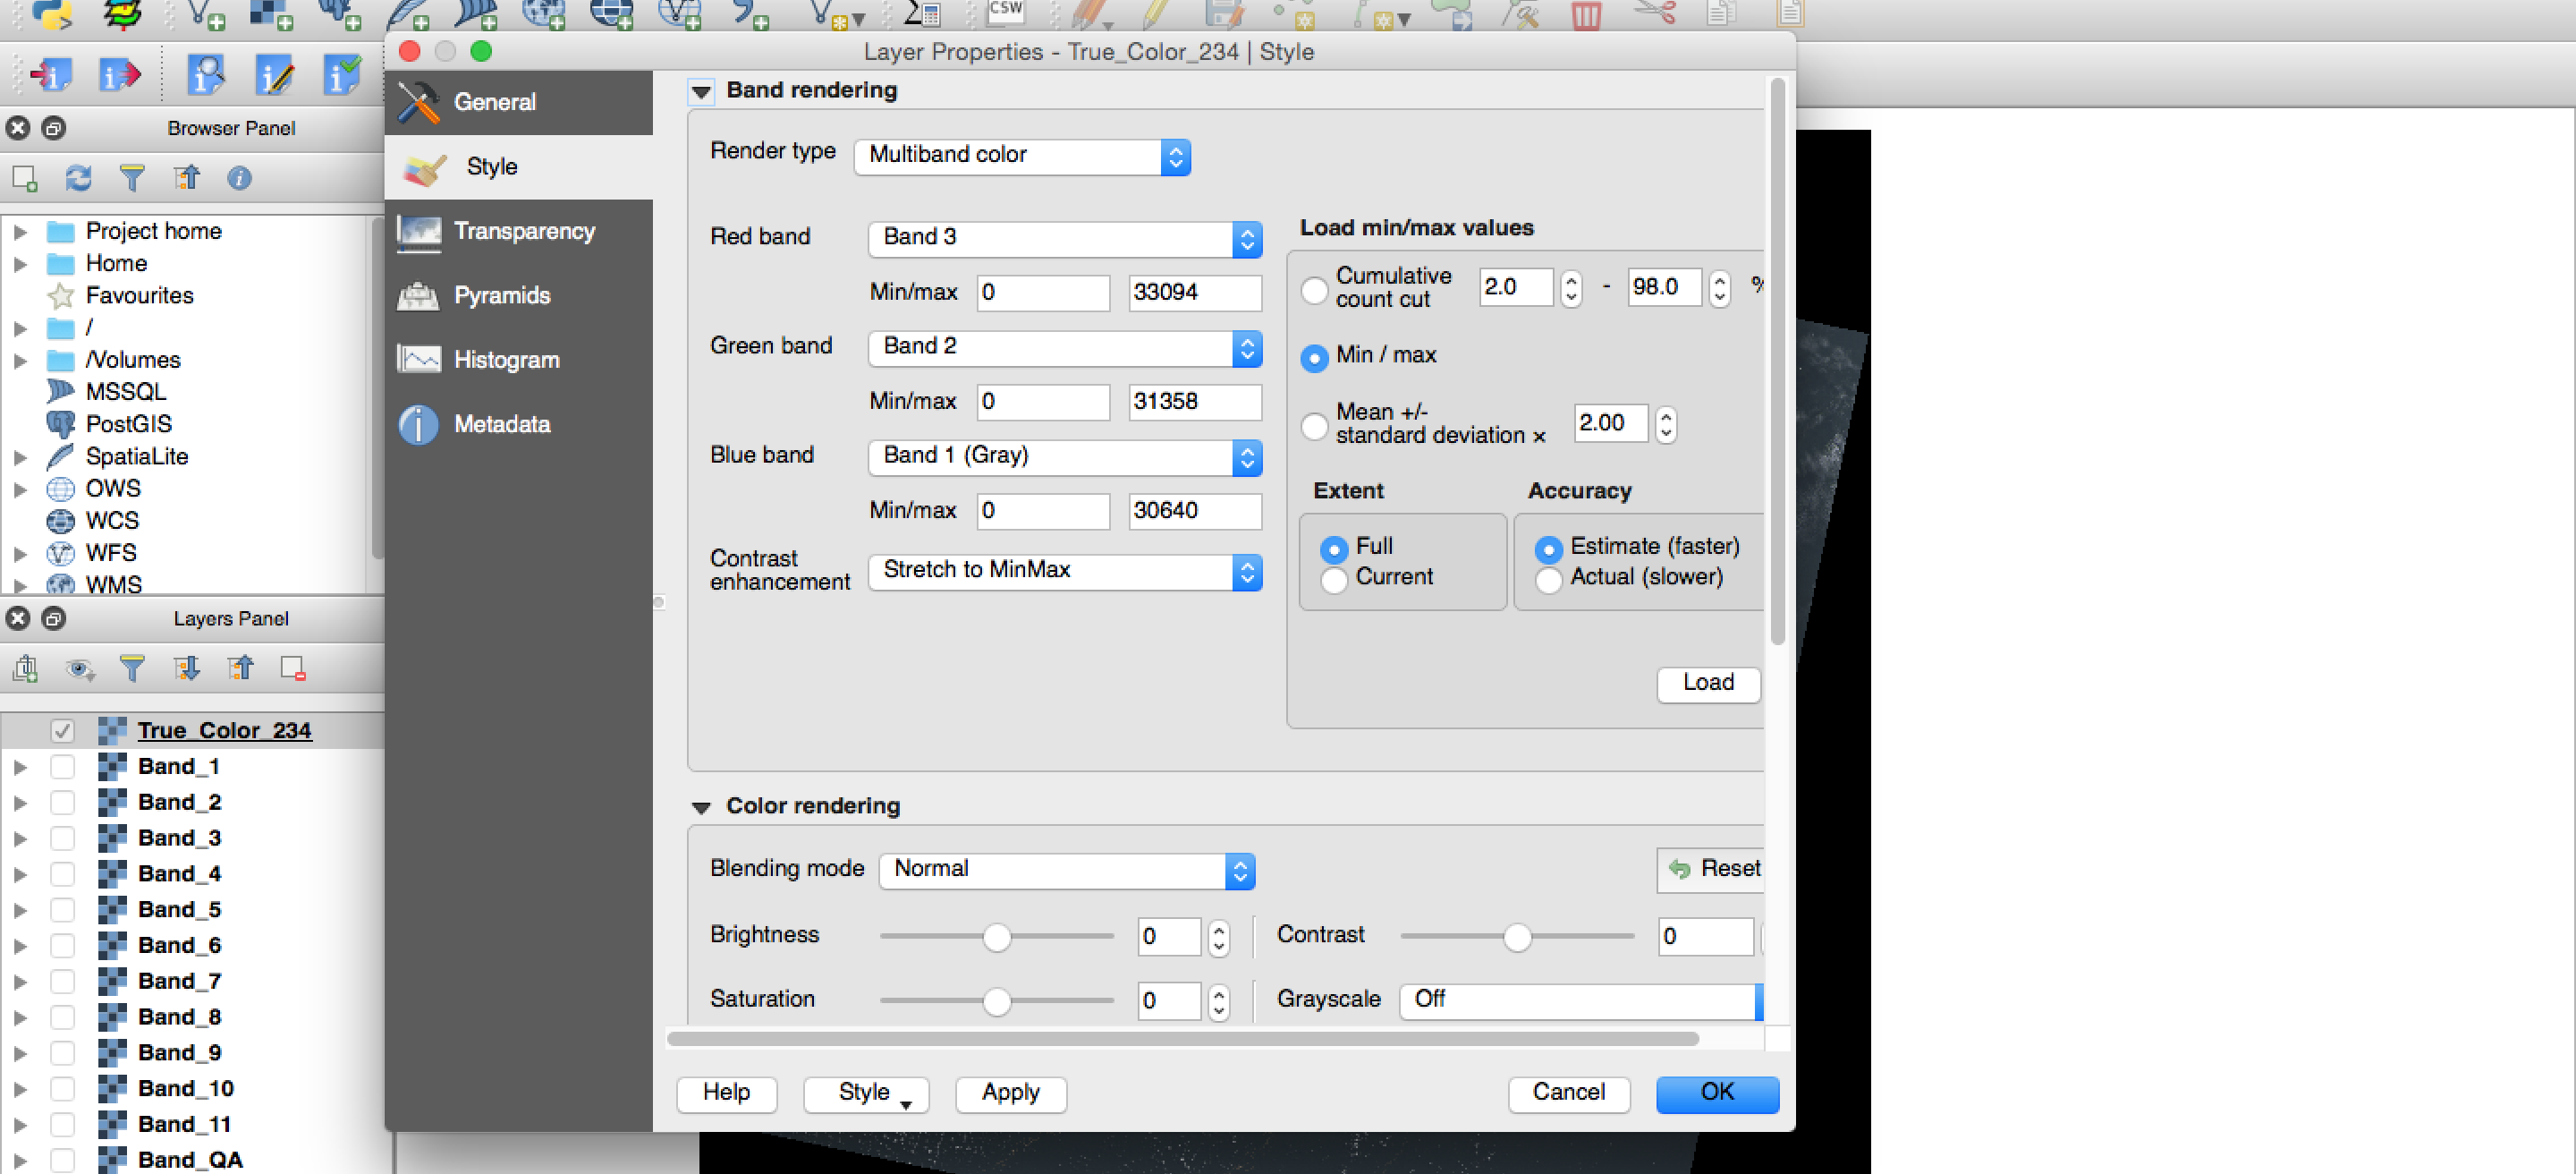 CSW
Layer Properties - True_Color_234 | Style
Browser Panel
Project home
Home
Favourites
/
/Volumes
MSSQL
PostGIS
SpatiaLite
OWS
WCS
WFS
WMS
Layers Panel
True_Color_234
Band_1
Band_2
Band_3
Band_4
Band_5
Band_6
Band_7
Band_8
Band_9
Band_10
Band_11
Band_QA
General
Style
Transparency
Pyramids
Histogram
Metadata
Band rendering
Render type Multiband color
Red band Band 3
Min/max 0 33094
Green band Band 2
Min/max 0 31358
Blue band Band 1 (Gray)
Min/max 0 30640
Contrast
enhancement Stretch to MinMax
Load min/max values
Cumulative
count cut 2.0 - 98.0 %
Min / max
Mean +/-
standard deviation × 2.00
Extent Accuracy
Full Estimate (faster)
Current Actual (slower)
Load
Color rendering
Blending mode Normal Reset
Brightness 0 Contrast 0
Saturation 0 Grayscale Off
Help Style Apply Cancel OK